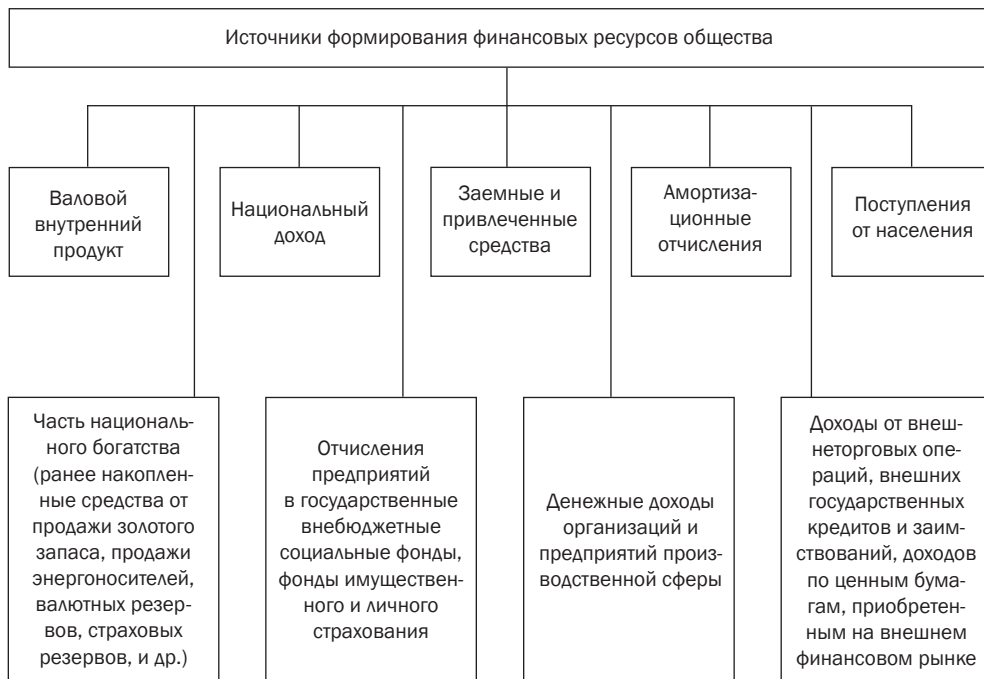 Источники формирования финансовых ресурсов общества
Валовой
внутренний
продукт
Национальный
доход
Заемные и
привлеченные
средства
Амортиза-
ционные
отчисления
Поступления
от населения
Часть националь-
ного богатства
(ранее накоплен-
ные средства от
продажи золотого
запаса, продажи
энергоносителей,
валютных резер-
вов, страховых
резервов, и др.)
Отчисления
предприятий
в государственные
внебюджетные
социальные фонды,
фонды имуществен-
ного и личного
страхования
Денежные доходы
организаций и
предприятий произ-
водственной сферы
Доходы от внеш-
неторговых опе-
раций, внешних
государственных
кредитов и заим-
ствований, доходов
по ценным бума-
гам, приобретен-
ным на внешнем
финансовом рынке